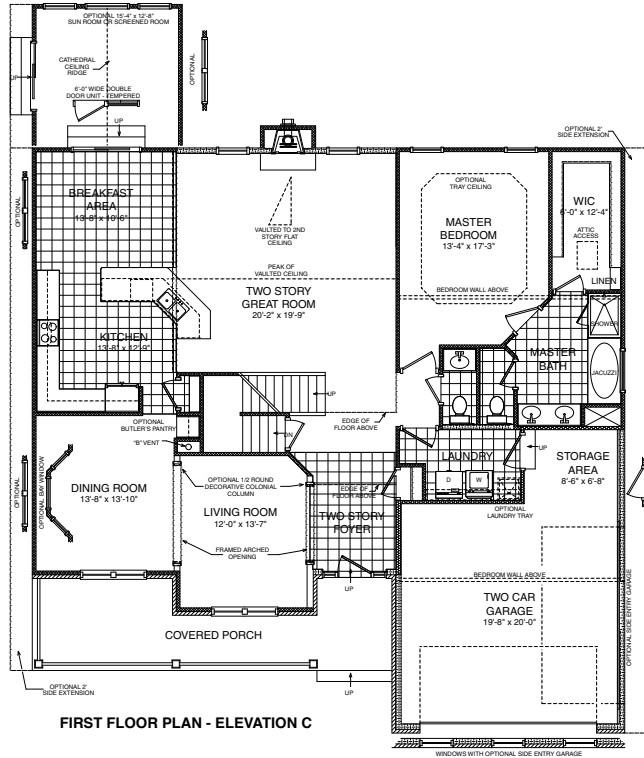 OPTIONAL 15'-4" x 12'-8"
SUN ROOM OR SCREENED ROOM
CATHEDRAL
CEILING
RIDGE
UP
6'-0" WIDE DOUBLE
DOOR UNIT - TEMPERED
UP
OPTIONAL
OPTIONAL 2'
SIDE EXTENSION
BREAKFAST
AREA
13'-8" x 10'-6"
OPTIONAL
VAULTED TO 2ND
STORY FLAT
CEILING
PEAK OF
VAULTED CEILING
TWO STORY
GREAT ROOM
20'-2" x 19'-9"
OPTIONAL
TRAY CEILING
MASTER
BEDROOM
13'-4" x 17'-3"
BEDROOM WALL ABOVE
WIC
6'-0" x 12'-4"
ATTIC
ACCESS
LINEN
SHOWER
MASTER
BATH
JACUZZI
KITCHEN
13'-8" x 12'-9"
OPTIONAL
BUTLER'S PANTRY
"B" VENT
UP
DN
EDGE OF
FLOOR ABOVE
LAUNDRY
D
W
OPTIONAL
LAUNDRY TRAY
UP
STORAGE
AREA
8'-6" x 6'-8"
OPTIONAL
OPTIONAL BAY WINDOW
DINING ROOM
13'-8" x 13'-10"
OPTIONAL 1/2 ROUND
DECORATIVE COLONIAL
COLUMN
LIVING ROOM
12'-0" x 13'-7"
FRAMED ARCHED
OPENING
EDGE OF
FLOOR ABOVE
TWO STORY
FOYER
UP
BEDROOM WALL ABOVE
TWO CAR
GARAGE
19'-8" x 20'-0"
OPTIONAL SIDE ENTRY GARAGE
COVERED PORCH
UP
OPTIONAL 2'
SIDE EXTENSION
FIRST FLOOR PLAN - ELEVATION C
WINDOWS WITH OPTIONAL SIDE ENTRY GARAGE